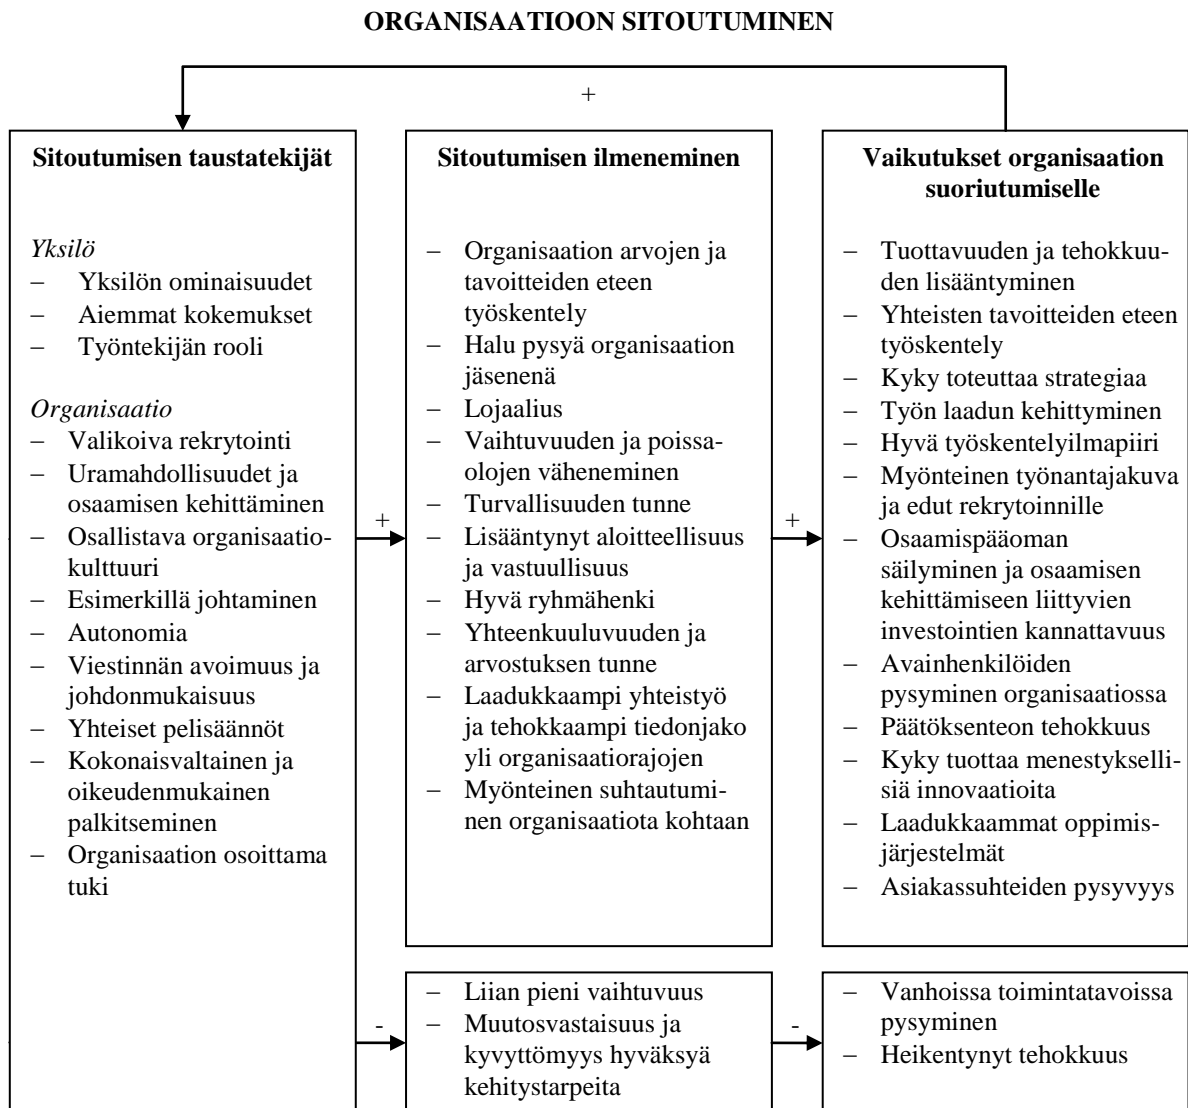 ORGANISAATIOON SITOUTUMINEN
+
Sitoutumisen taustatekijät
Yksilö
– Yksilön ominaisuudet
– Aiemmat kokemukset
– Työntekijän rooli
Organisaatio
– Valikoiva rekrytointi
– Uramahdollisuudet ja
osaamisen kehittäminen
– Osallistava organisaatio-
kulttuuri
– Esimerkillä johtaminen
– Autonomia
– Viestinnän avoimuus ja
johdonmukaisuus
– Yhteiset pelisäännöt
– Kokonaisvaltainen ja
oikeudenmukainen
palkitseminen
– Organisaation osoittama
tuki
+
Sitoutumisen ilmeneminen
– Organisaation arvojen ja
tavoitteiden eteen
työskentely
– Halu pysyä organisaation
jäsenenä
– Lojaalius
– Vaihtuvuuden ja poissa-
olojen väheneminen
– Turvallisuuden tunne
– Lisääntynyt aloitteellisuus
ja vastuullisuus
– Hyvä ryhmähenki
– Yhteenkuuluvuuden ja
arvostuksen tunne
– Laadukkaampi yhteistyö
ja tehokkaampi tiedonjako
yli organisaatiorajojen
– Myönteinen suhtautumi-
nen organisaatiota kohtaan
+
Vaikutukset organisaation
suoriutumiselle
– Tuottavuuden ja tehokkuu-
den lisääntyminen
– Yhteisten tavoitteiden eteen
työskentely
– Kyky toteuttaa strategiaa
– Työn laadun kehittyminen
– Hyvä työskentelyilmapiiri
– Myönteinen työnantajakuva
ja edut rekrytoinnille
– Osaamispääoman
säilyminen ja osaamisen
kehittämiseen liittyvien
investointien kannattavuus
– Avainhenkilöiden
pysyminen organisaatiossa
– Päätöksenteon tehokkuus
– Kyky tuottaa menestykselli-
siä innovaatioita
– Laadukkaammat oppimis-
järjestelmät
– Asiakassuhteiden pysyvyys
-
– Liian pieni vaihtuvuus
– Muutosvastaisuus ja
kyvyttömyys hyväksyä
kehitystarpeita
-
– Vanhoissa toimintatavoissa
pysyminen
– Heikentynyt tehokkuus